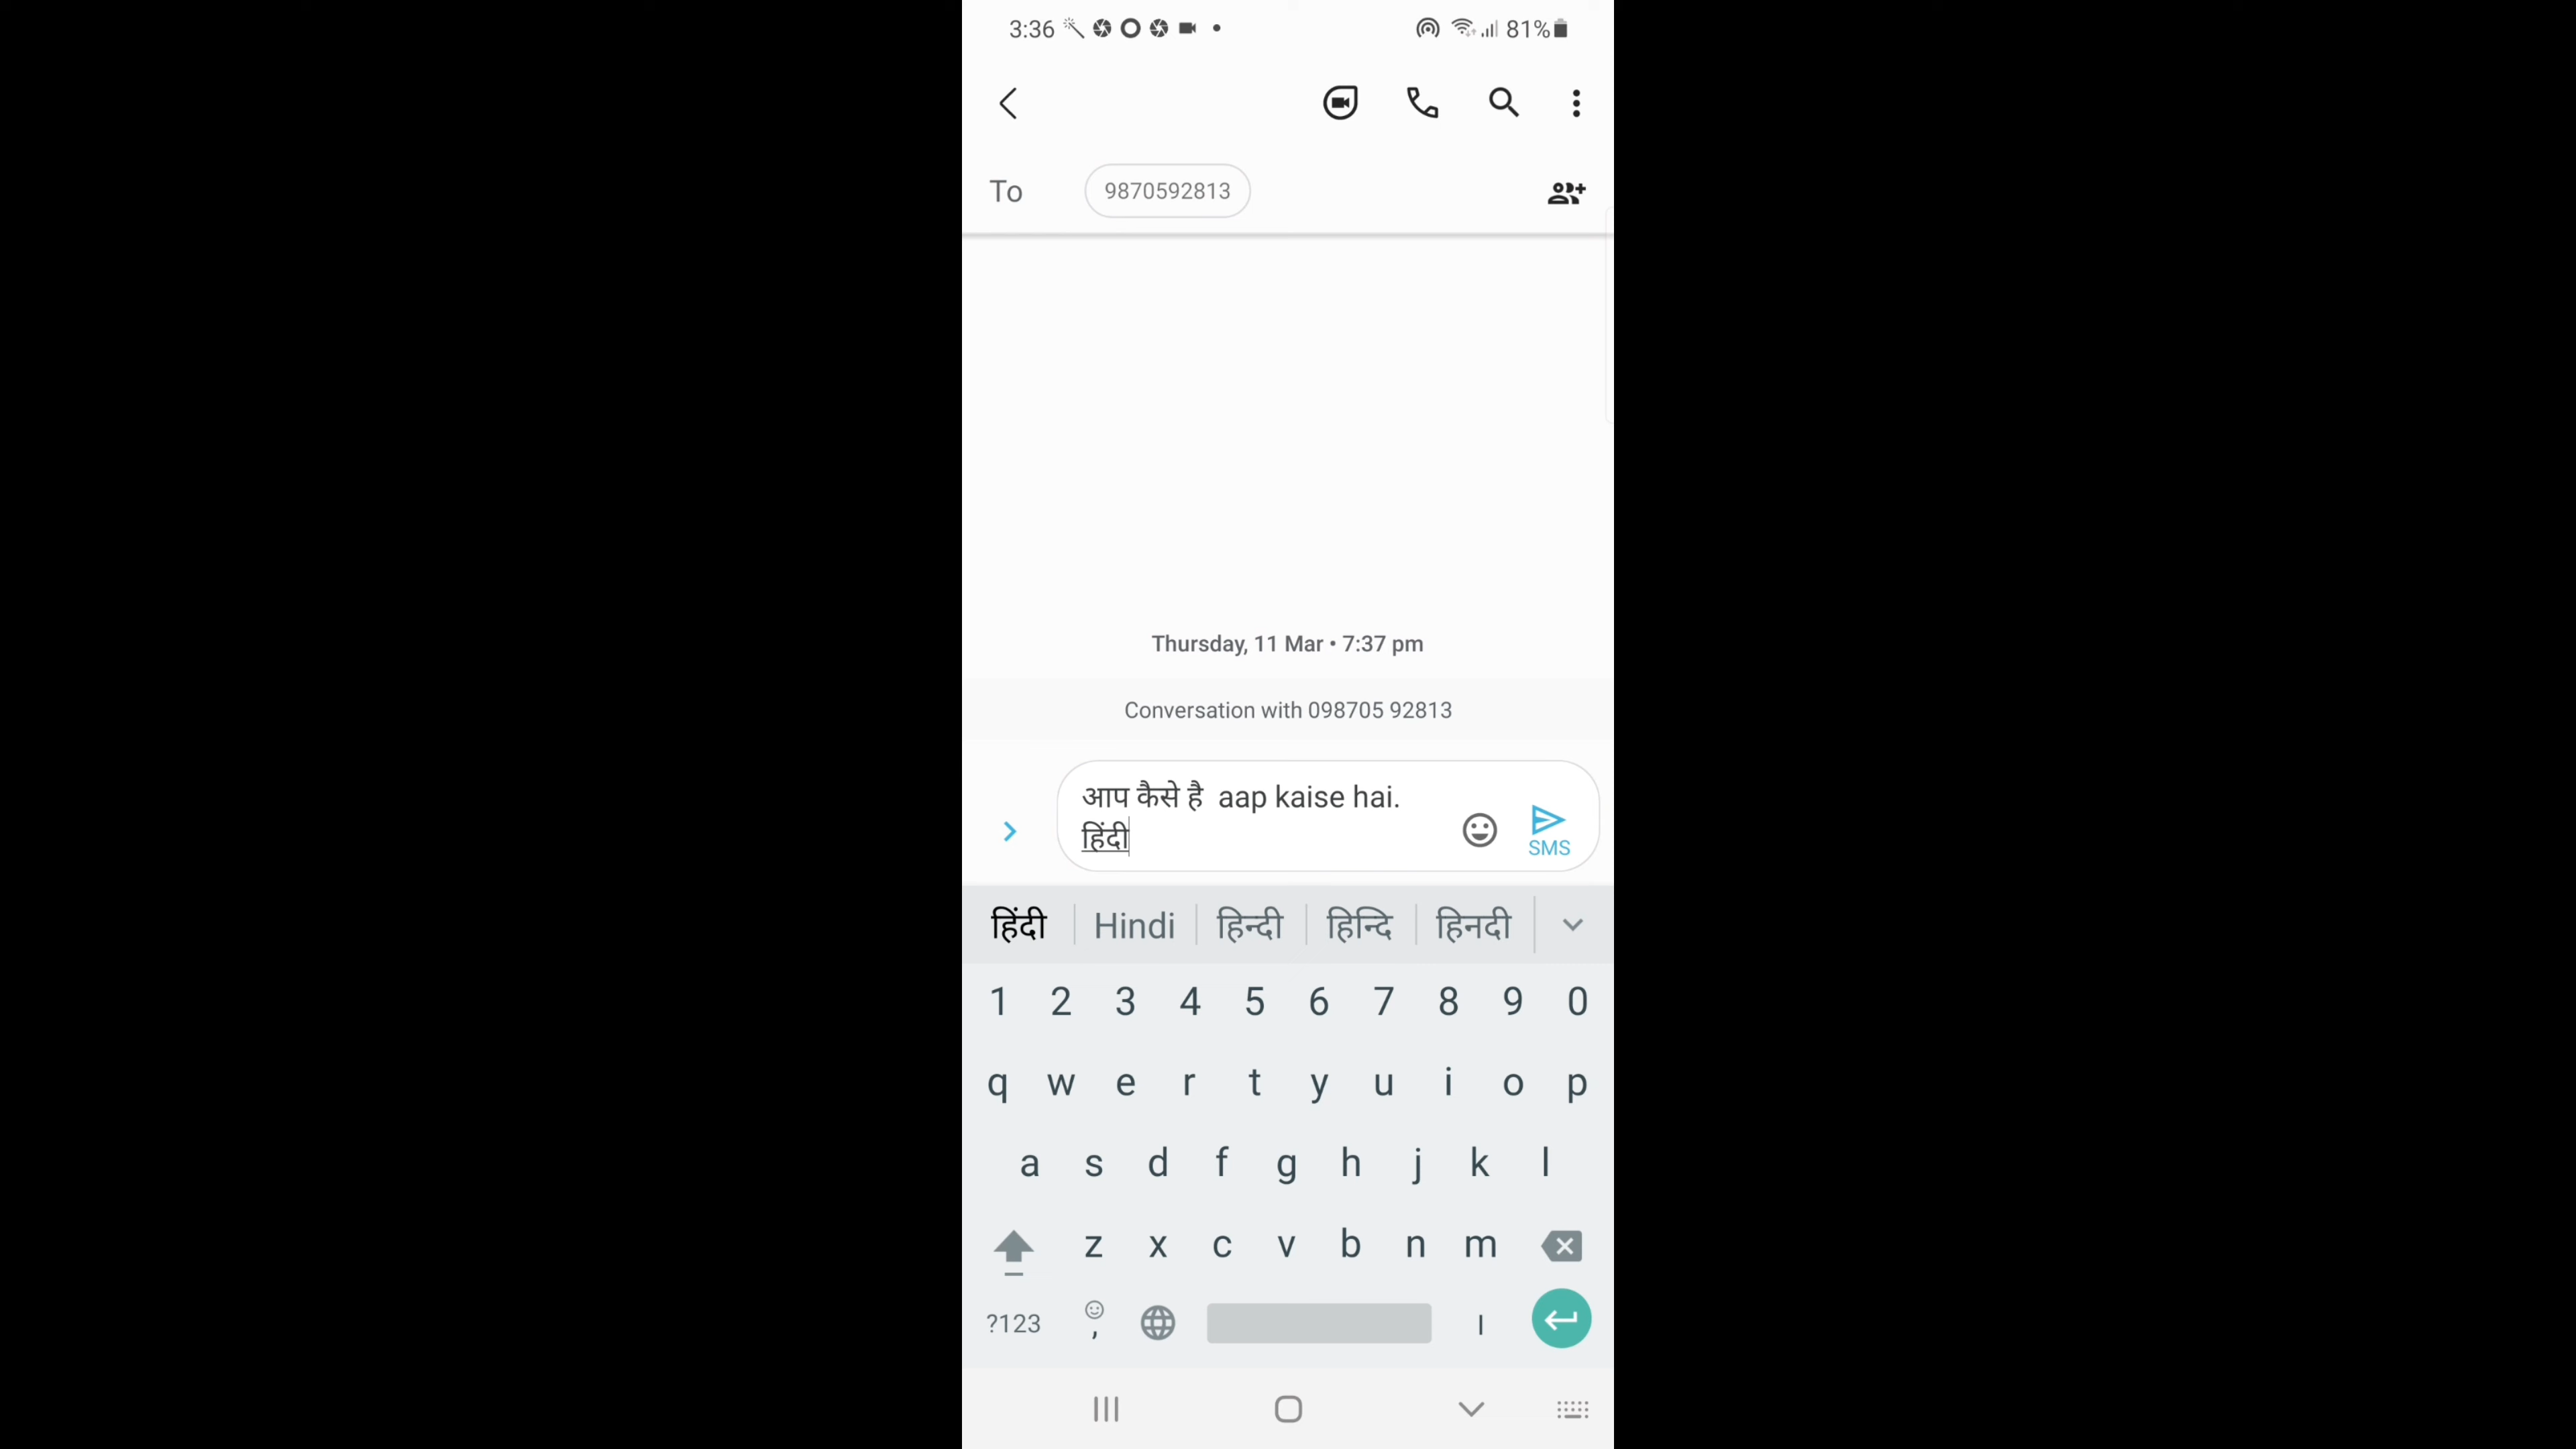 3:36 81%
To 9870592813
Thursday, 11 Mar • 7:37 pm
Conversation with 098705 92813
आप कैसे है aap kaise hai.
हिंदी
SMS
हिंदी Hindi हिन्दी हिन्दि हिनदी
1 2 3 4 5 6 7 8 9 0
q w e r t y u i o p
a s d f g h j k l
z x c v b n m
?123 , ।